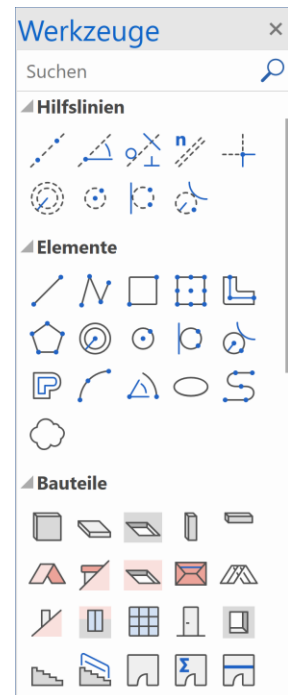 Werkzeuge
Suchen
Hilfslinien
n
Elemente
Bauteile
Σ